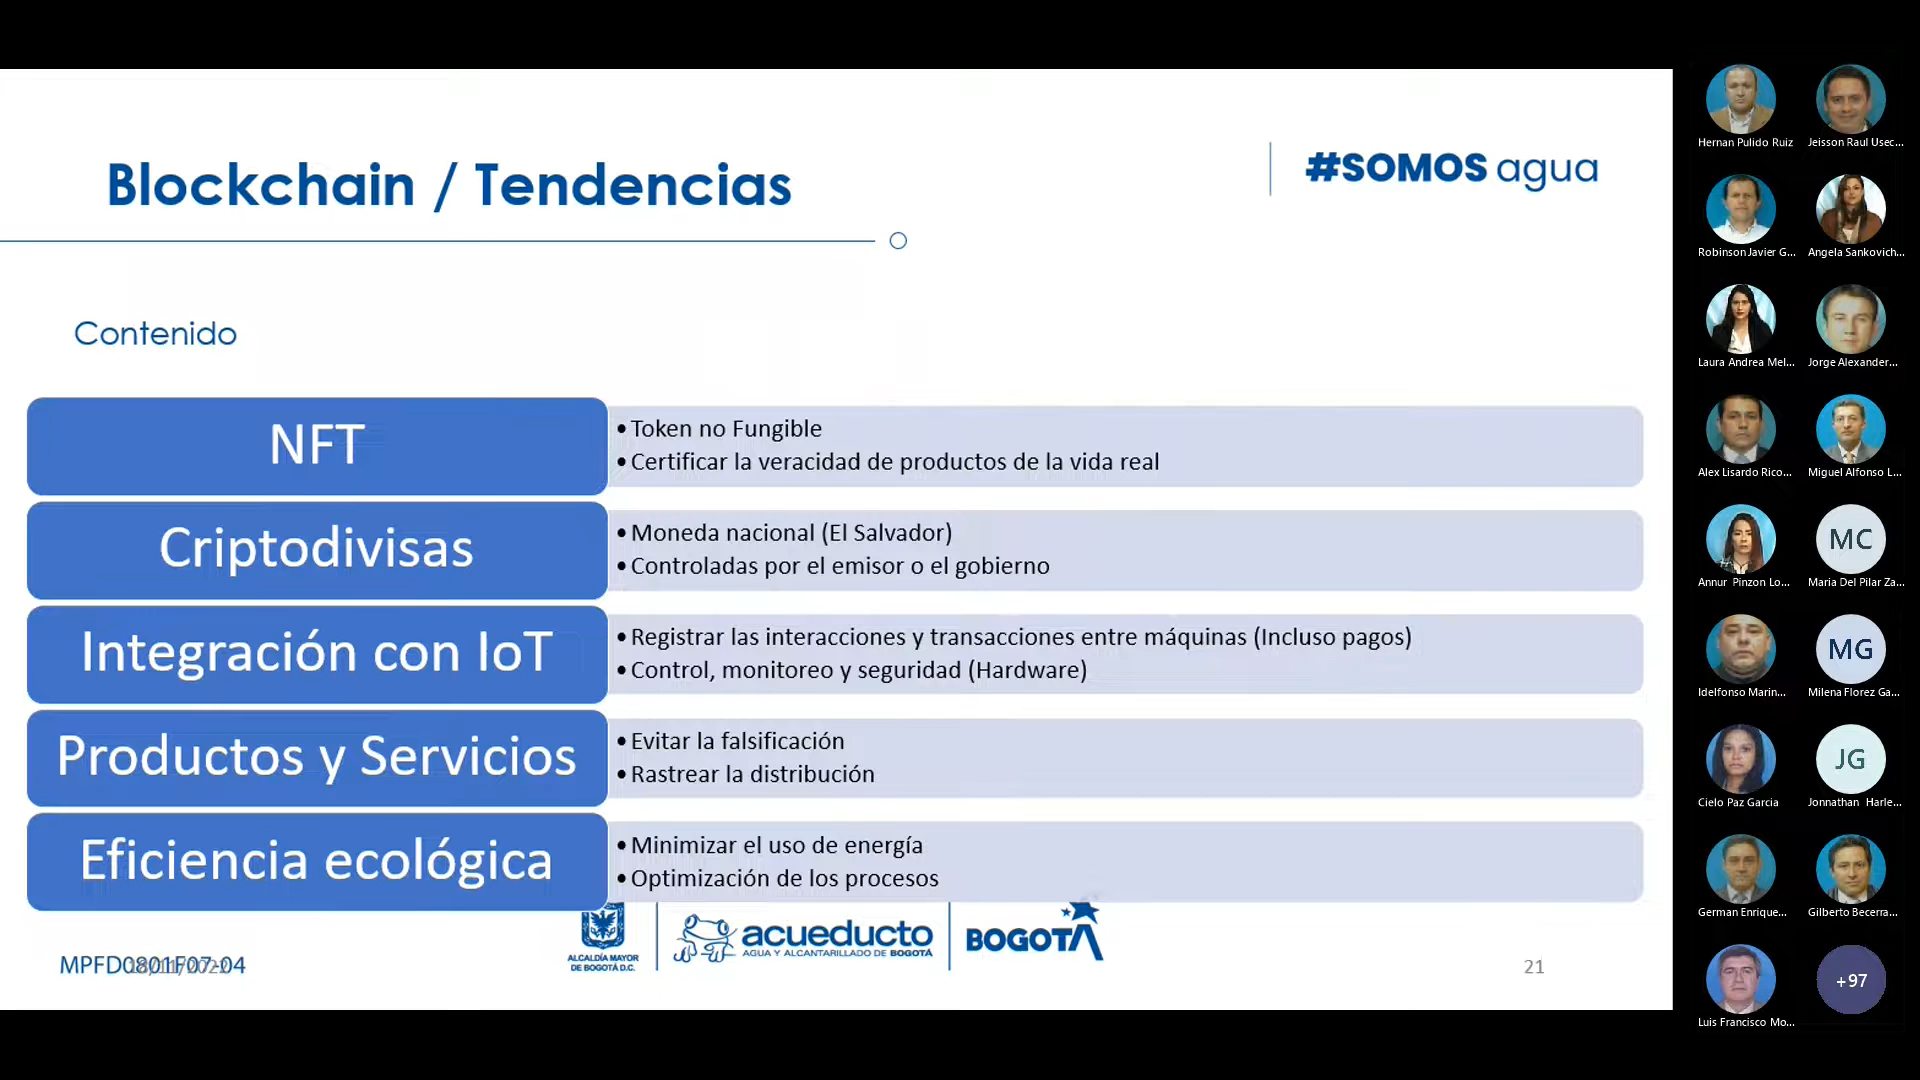 Blockchain / Tendencias
#SOMOS agua
Contenido
NFT
•Token no Fungible
•Certificar la veracidad de productos de la vida real
Criptodivisas
•Moneda nacional (El Salvador)
•Controladas por el emisor o el gobierno
Integración con IoT
•Registrar las interacciones y transacciones entre máquinas (Incluso pagos)
•Control, monitoreo y seguridad (Hardware)
Productos y Servicios
•Evitar la falsificación
•Rastrear la distribución
Eficiencia ecológica
•Minimizar el uso de energía
•Optimización de los procesos
MPFD0801F07-04
ALCALDÍA MAYOR
DE BOGOTÁ D.C.
acueducto
AGUA Y ALCANTARILLADO DE BOGOTÁ
BOGOTÁ
21
Hernan Pulido Ruiz
Jeisson Raul Usec...
Robinson Javier G...
Angela Sankovich...
Laura Andrea Mel...
Jorge Alexander...
Alex Lisardo Rico...
Miguel Alfonso L...
Annur Pinzon Lo...
MC
Maria Del Pilar Za...
Idelfonso Marin...
MG
Milena Florez Ga...
Cielo Paz Garcia
JG
Jonnathan Harle...
German Enrique...
Gilberto Becerra...
Luis Francisco Mo...
+97